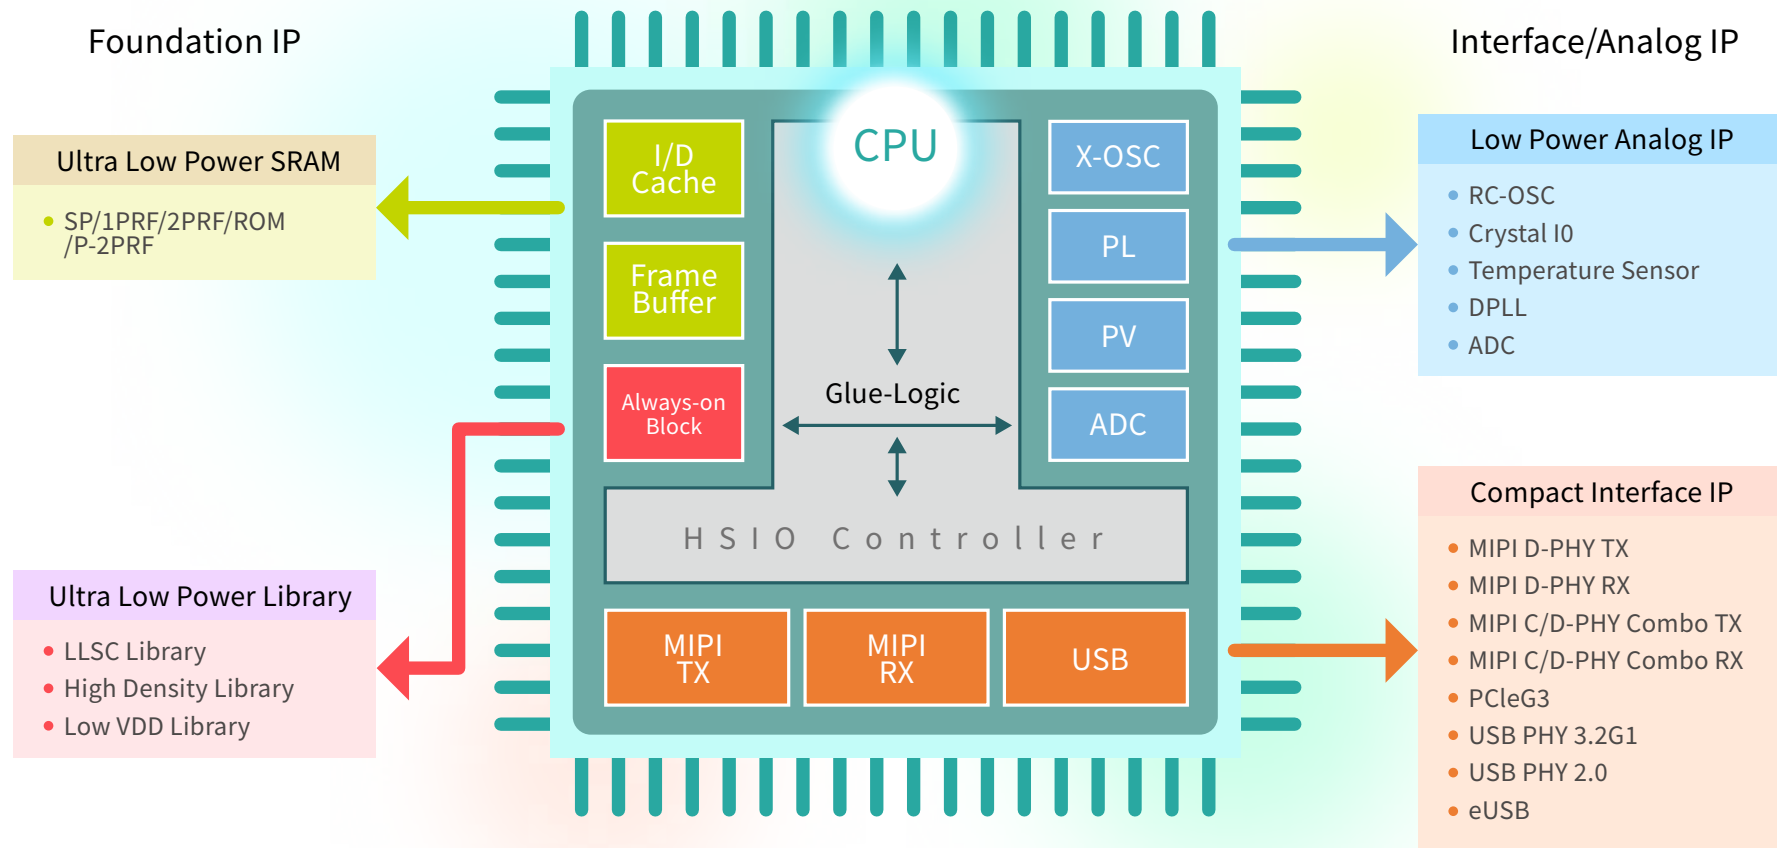 Foundation IP
Interface/Analog IP
Ultra Low Power SRAM
SP/1PRF/2PRF/ROM
/P-2PRF
Ultra Low Power Library
LLSC Library
High Density Library
Low VDD Library
I/D
Cache
Frame
Buffer
Always-on
Block
CPU
Glue-Logic
HSIO Controller
X-OSC
PL
PV
ADC
MIPI
TX
MIPI
RX
USB
Low Power Analog IP
RC-OSC
Crystal I0
Temperature Sensor
DPLL
ADC
Compact Interface IP
MIPI D-PHY TX
MIPI D-PHY RX
MIPI C/D-PHY Combo TX
MIPI C/D-PHY Combo RX
PCleG3
USB PHY 3.2G1
USB PHY 2.0
eUSB